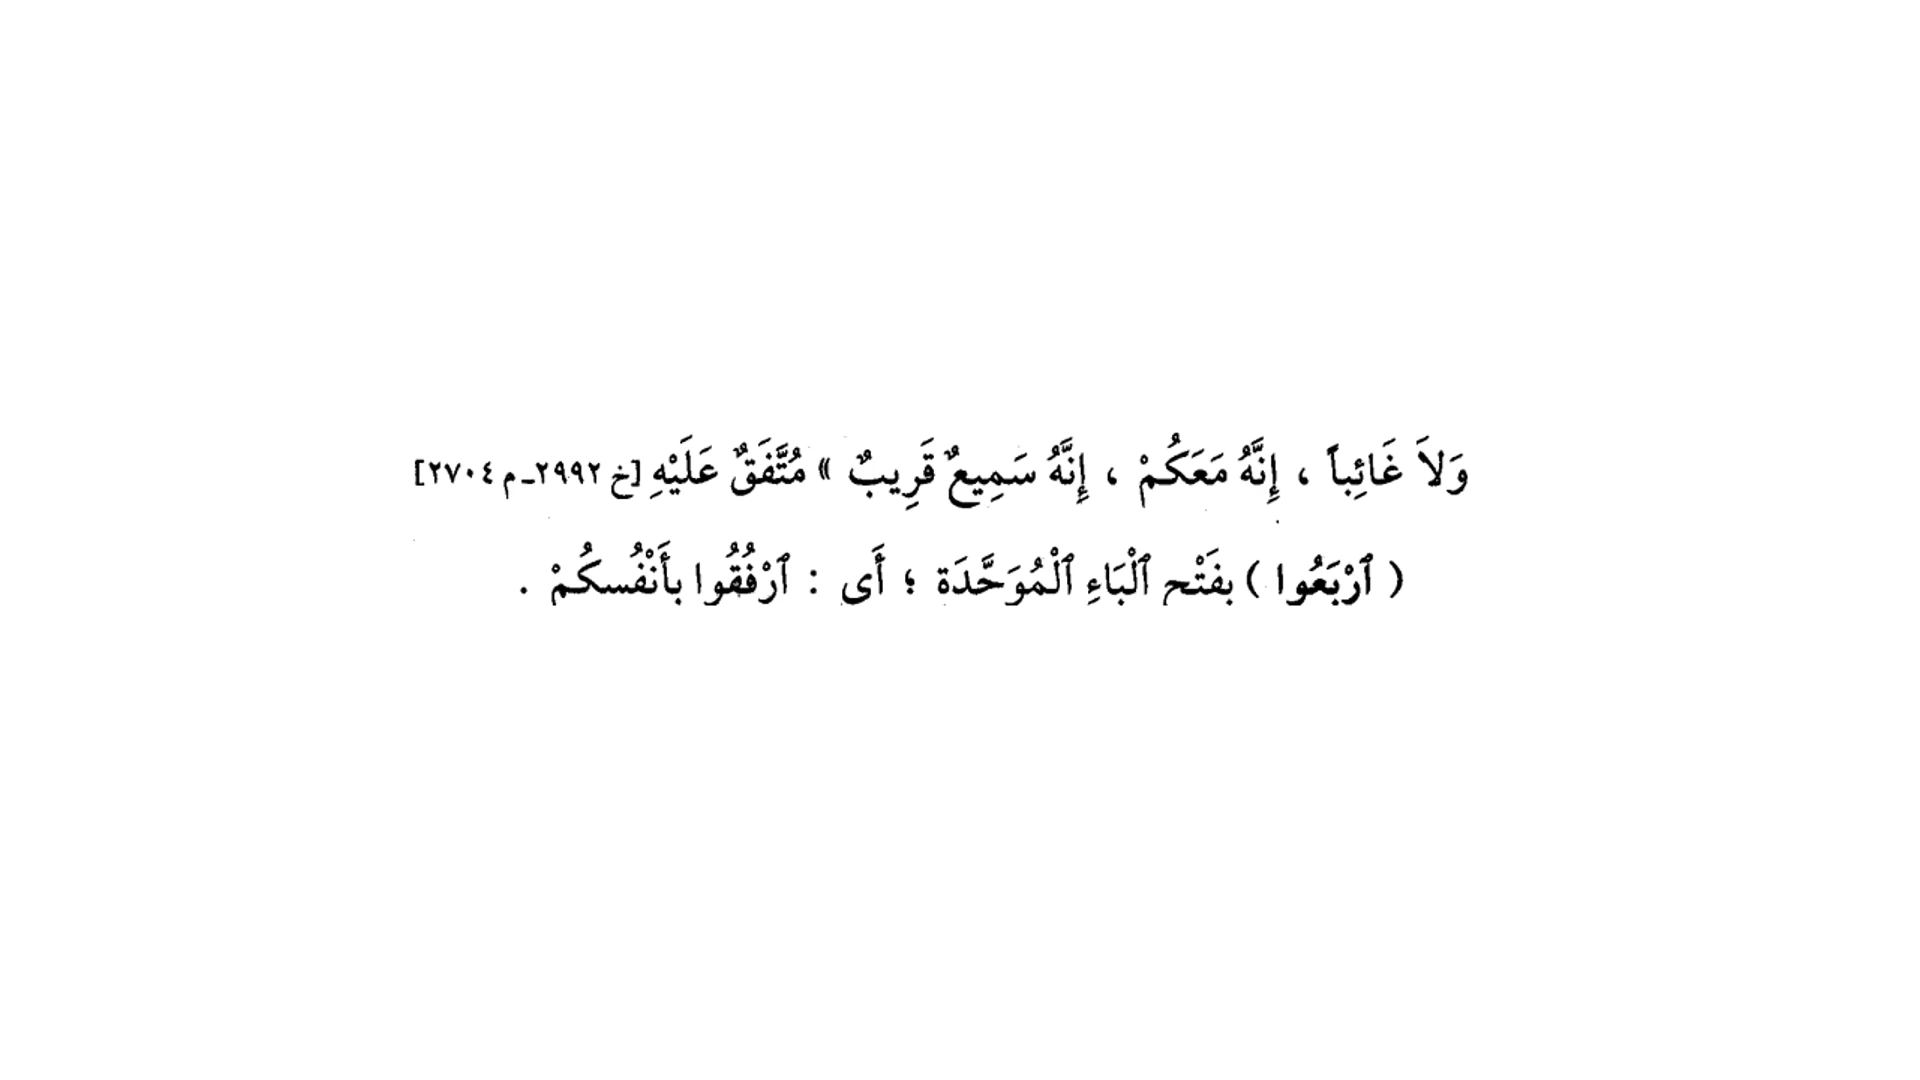 وَلاَ غَائِباً ، إِنَّهُ مَعَكُمْ ، إِنَّهُ سَمِيعٌ قَرِيبٌ » مُتَّفَقٌ عَلَيْهِ [خ ٢٩٩٢ـ م ٢٧٠٤]
( ٱرْبَعُوا ) بفَتْح ٱلْبَاءِ ٱلْمُوَحَّدَة ؛ أَى : ٱرْفُقُوا بأَنْفُسكُمْ .